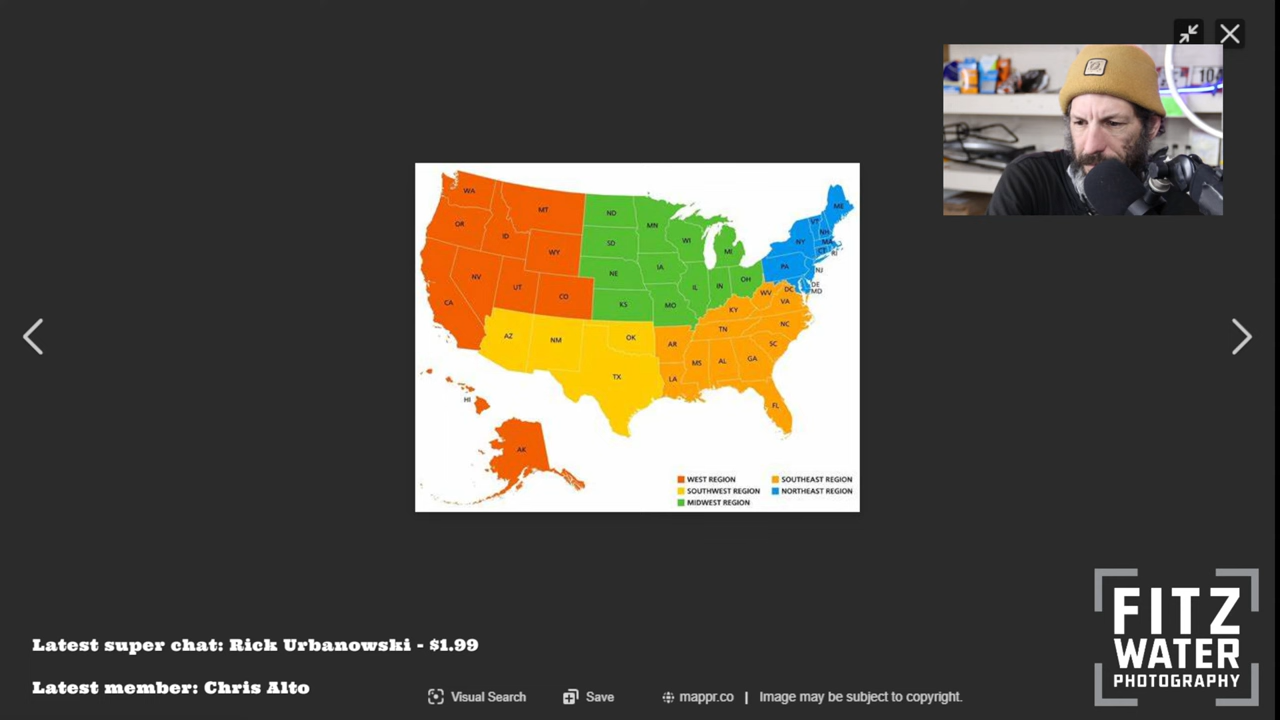 10
WA
MT
ND
MN
ME
OR
ID
SD
WI
MI
VT
NH
NY
MA
WY
CT
RI
NV
NE
IA
PA
NJ
UT
CO
IL
IN
OH
DE
MD
DC
WV
CA
KS
MO
KY
VA
AZ
NM
OK
TN
NC
AR
SC
TX
MS
AL
GA
LA
HI
FL
AK
WEST REGION
SOUTHWEST REGION
MIDWEST REGION
SOUTHEAST REGION
NORTHEAST REGION
FITZ
WATER
PHOTOGRAPHY
Latest super chat: Rick Urbanowski - $1.99
Latest member: Chris Alto
Visual Search
Save
mappr.co | Image may be subject to copyright.